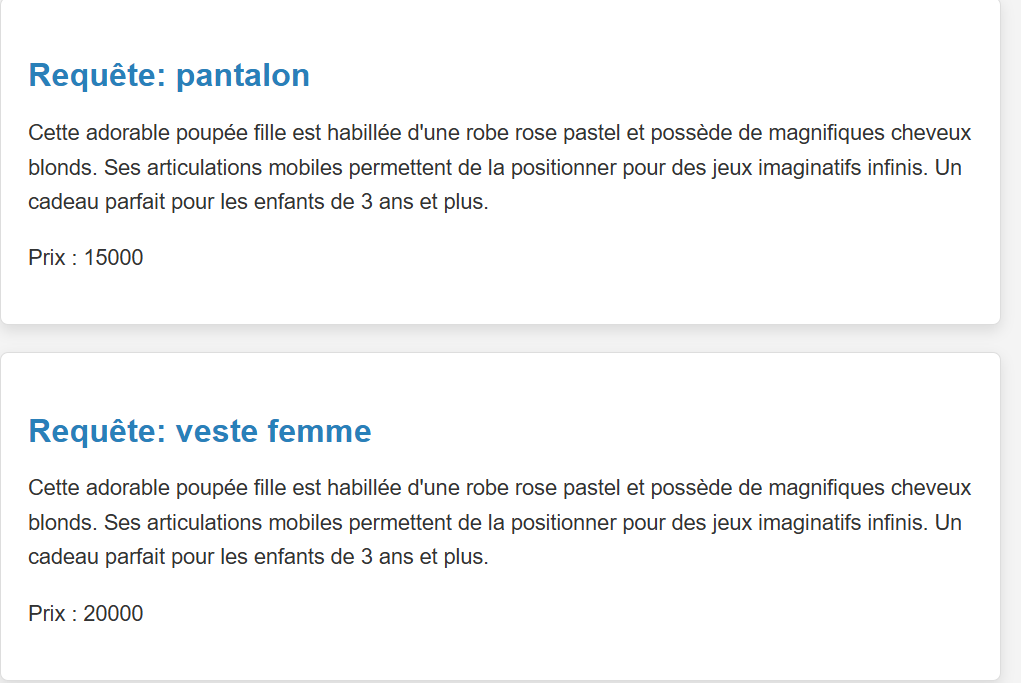 Requête: pantalon
Cette adorable poupée fille est habillée d'une robe rose pastel et possède de magnifiques cheveux
blonds. Ses articulations mobiles permettent de la positionner pour des jeux imaginatifs infinis. Un
cadeau parfait pour les enfants de 3 ans et plus.
Prix : 15000
Requête: veste femme
Cette adorable poupée fille est habillée d'une robe rose pastel et possède de magnifiques cheveux
blonds. Ses articulations mobiles permettent de la positionner pour des jeux imaginatifs infinis. Un
cadeau parfait pour les enfants de 3 ans et plus.
Prix : 20000